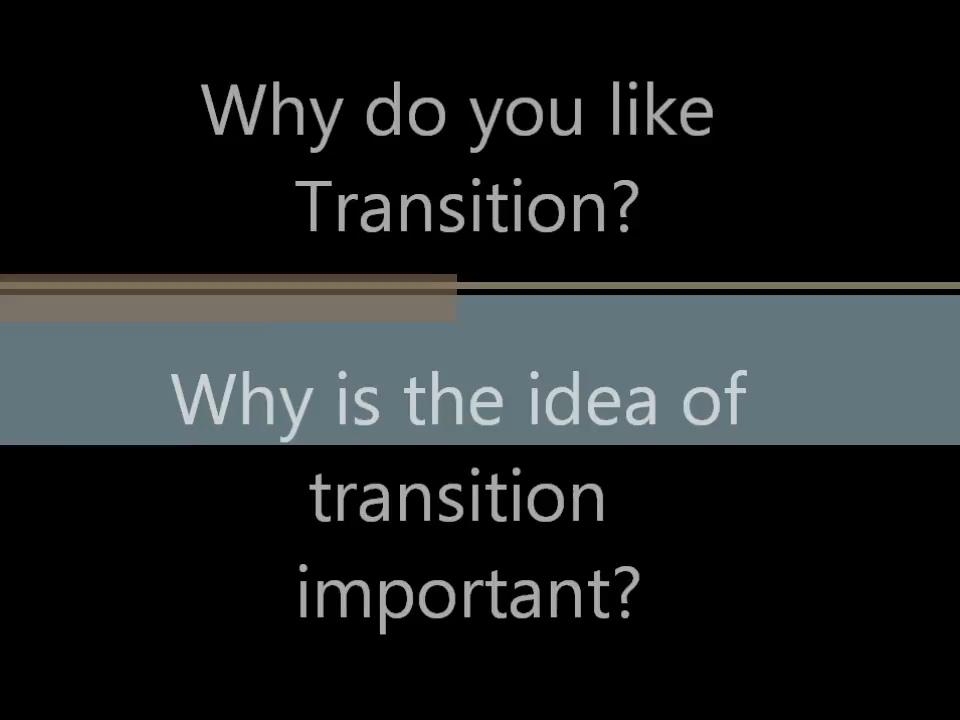 Why do you like
Transition?
Why is the idea of
transition
important?